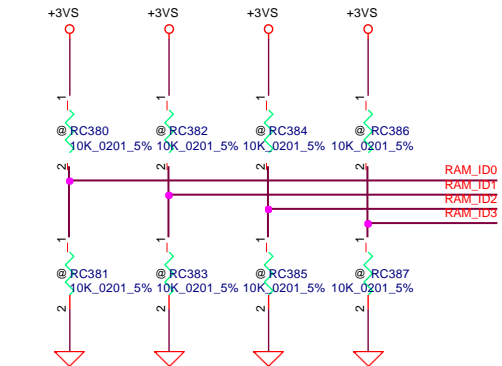 +3VS +3VS +3VS +3VS
1 1 1 1
@ RC380 @ RC382 @ RC384 @ RC386
10K_0201_5% 10K_0201_5% 10K_0201_5% 10K_0201_5%
2 2 2 2
RAM_ID0
RAM_ID1
RAM_ID2
RAM_ID3
1 1 1 1
@ RC381 @ RC383 @ RC385 @ RC387
10K_0201_5% 10K_0201_5% 10K_0201_5% 10K_0201_5%
2 2 2 2